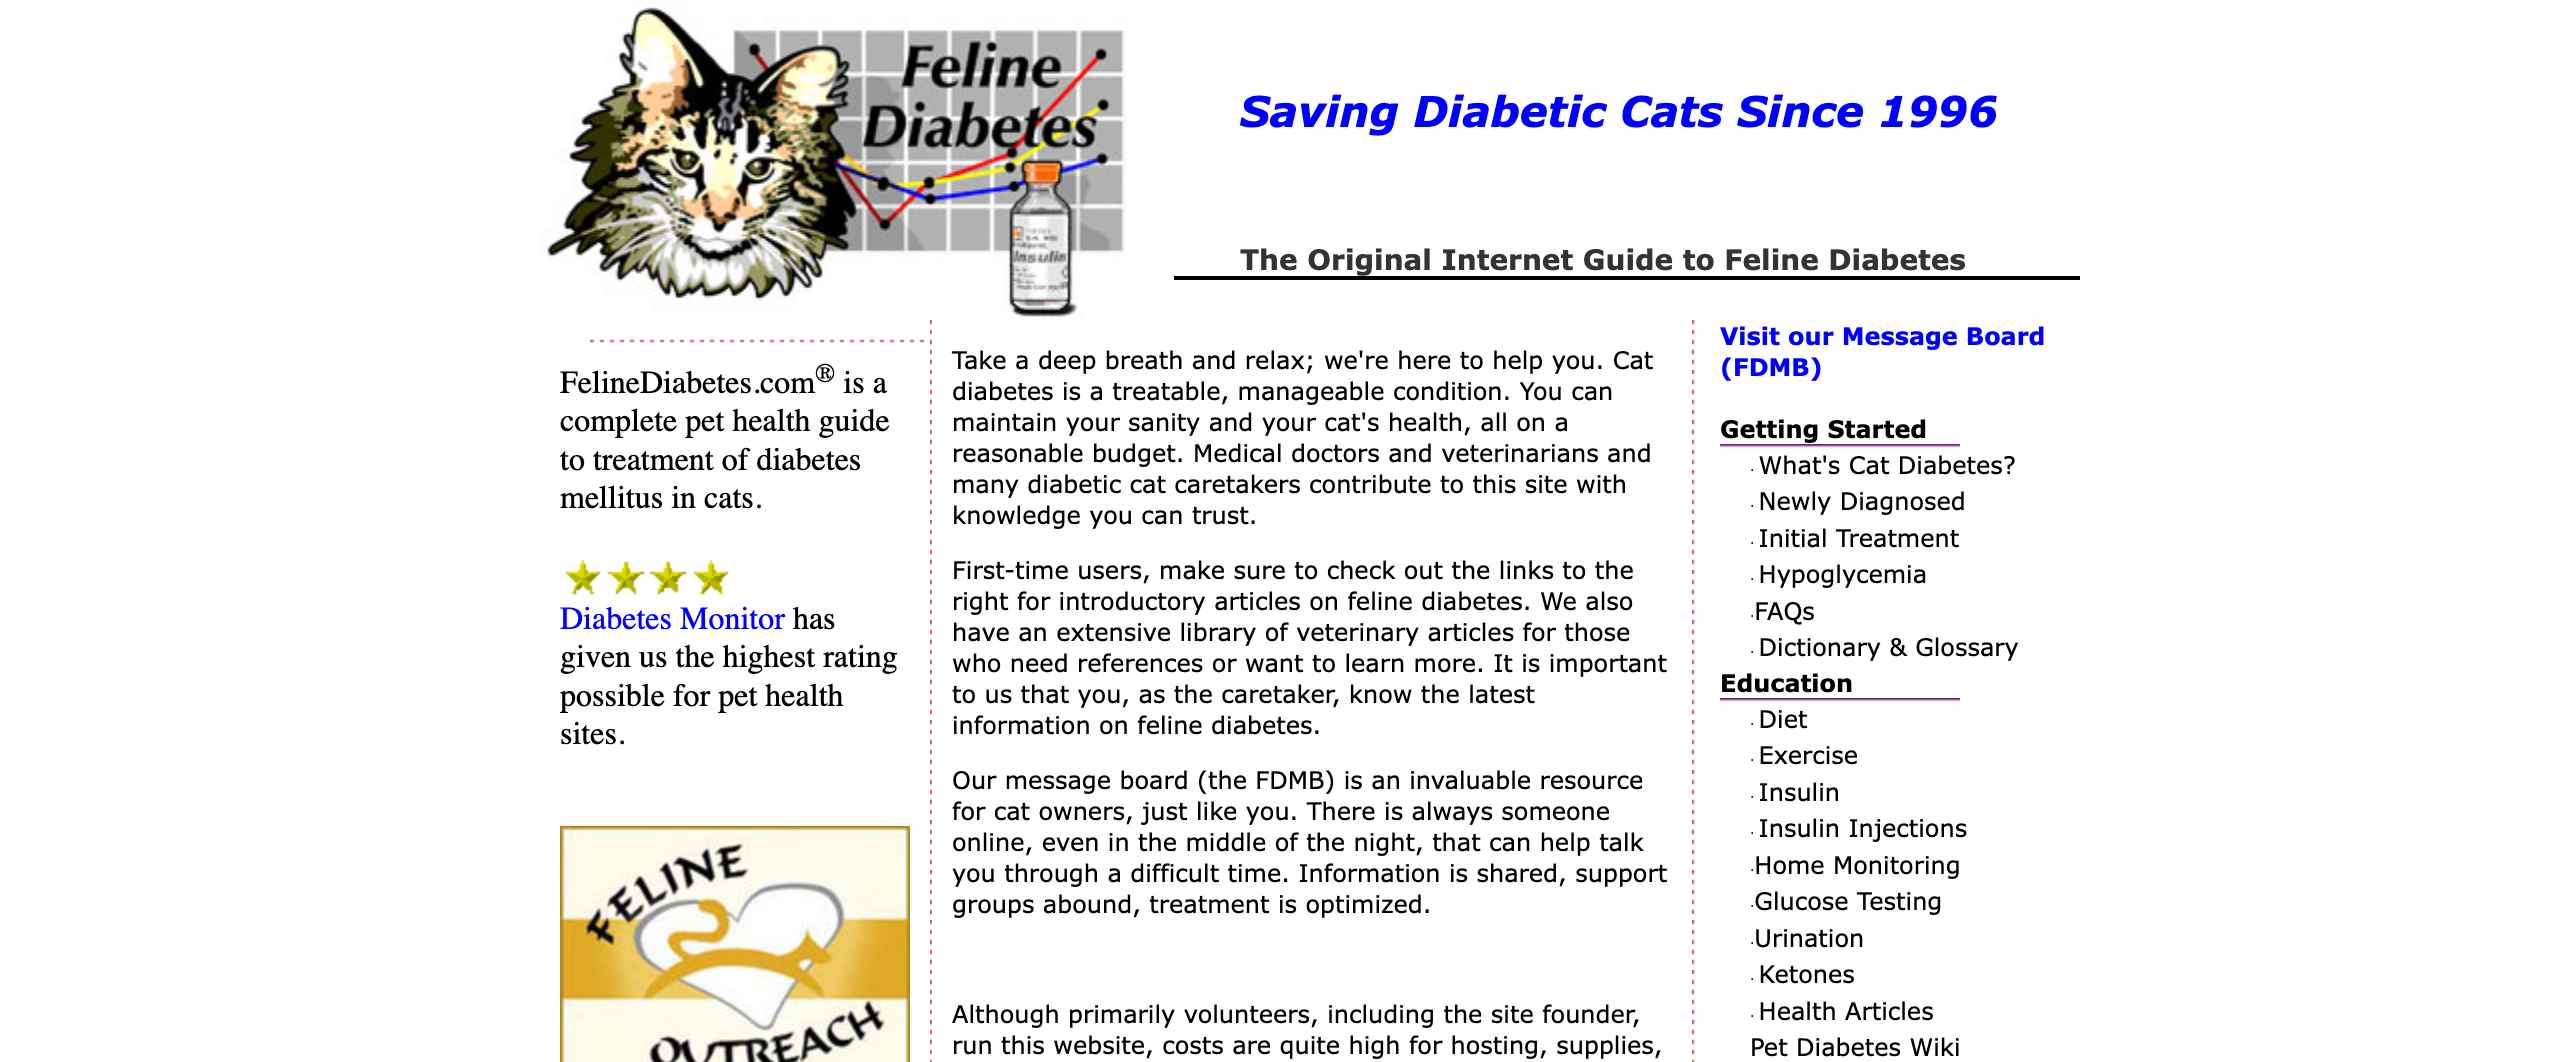 Feline
Diabetes
Insulin
Saving Diabetic Cats Since 1996
The Original Internet Guide to Feline Diabetes
FelineDiabetes.com® is a
complete pet health guide
to treatment of diabetes
mellitus in cats.
Diabetes Monitor has
given us the highest rating
possible for pet health
sites.
FELINE
OUTREACH
Take a deep breath and relax; we're here to help you. Cat
diabetes is a treatable, manageable condition. You can
maintain your sanity and your cat's health, all on a
reasonable budget. Medical doctors and veterinarians and
many diabetic cat caretakers contribute to this site with
knowledge you can trust.
First-time users, make sure to check out the links to the
right for introductory articles on feline diabetes. We also
have an extensive library of veterinary articles for those
who need references or want to learn more. It is important
to us that you, as the caretaker, know the latest
information on feline diabetes.
Our message board (the FDMB) is an invaluable resource
for cat owners, just like you. There is always someone
online, even in the middle of the night, that can help talk
you through a difficult time. Information is shared, support
groups abound, treatment is optimized.
Although primarily volunteers, including the site founder,
run this website, costs are quite high for hosting, supplies,
Visit our Message Board
(FDMB)
Getting Started
· What's Cat Diabetes?
· Newly Diagnosed
· Initial Treatment
· Hypoglycemia
·FAQs
· Dictionary & Glossary
Education
· Diet
· Exercise
· Insulin
· Insulin Injections
·Home Monitoring
·Glucose Testing
·Urination
· Ketones
· Health Articles
Pet Diabetes Wiki